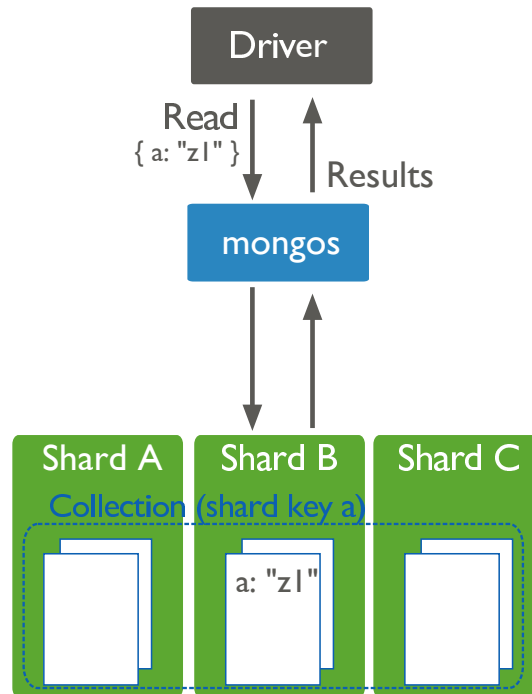 Driver
Read
{ a: "z1" }
Results
mongos
Shard A
Shard B
Shard C
Collection (shard key a)
a: "z1"